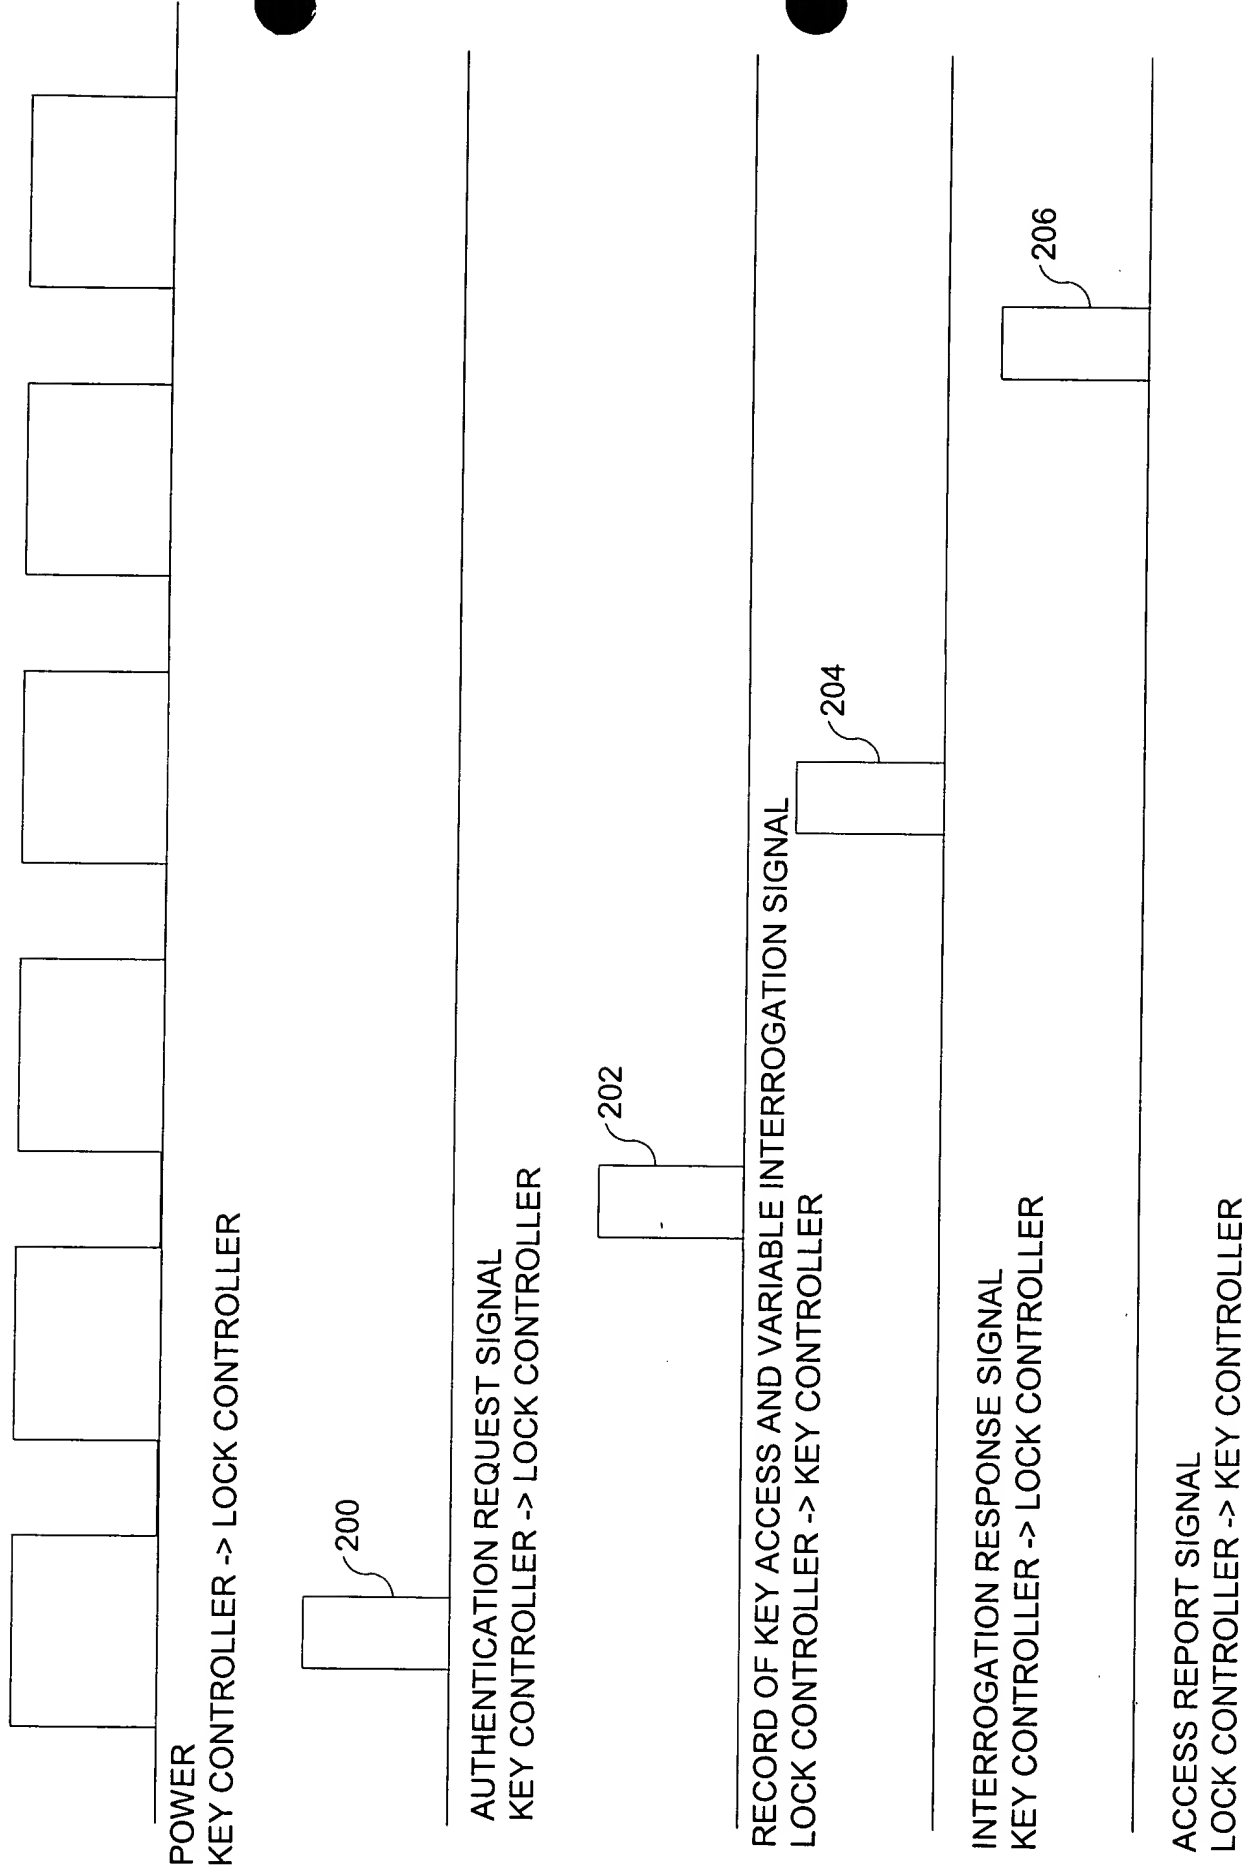 POWER
KEY CONTROLLER -> LOCK CONTROLLER
200
AUTHENTICATION REQUEST SIGNAL
KEY CONTROLLER -> LOCK CONTROLLER
202
RECORD OF KEY ACCESS AND VARIABLE INTERROGATION SIGNAL
LOCK CONTROLLER -> KEY CONTROLLER
204
INTERROGATION RESPONSE SIGNAL
KEY CONTROLLER -> LOCK CONTROLLER
206
ACCESS REPORT SIGNAL
LOCK CONTROLLER -> KEY CONTROLLER